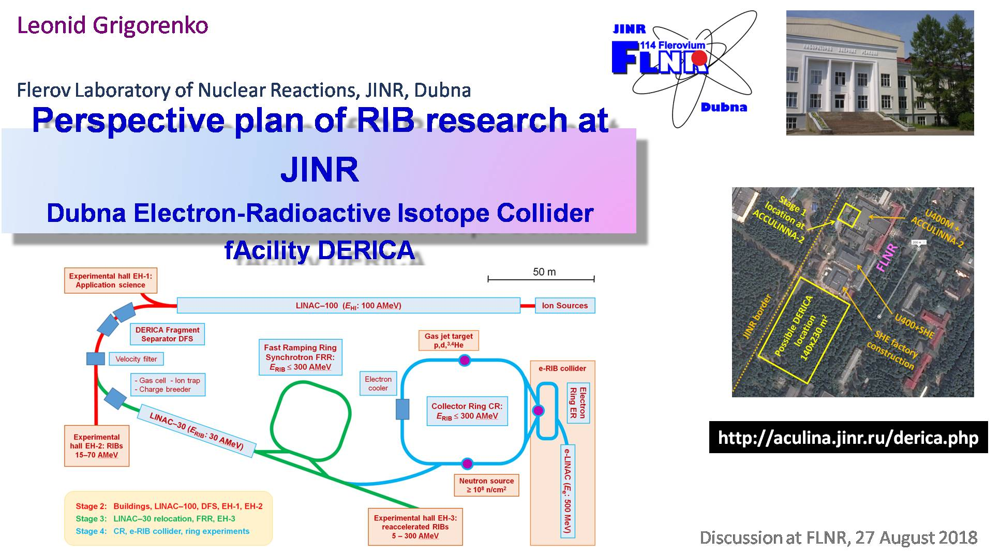 Leonid Grigorenko
Flerov Laboratory of Nuclear Reactions, JINR, Dubna
JINR
114 Flerovium
FLNR
Dubna
ЛАБОРАТОРИЯ ЯДЕРНЫХ РЕАКЦИЙ
Perspective plan of RIB research at
JINR
Dubna Electron-Radioactive Isotope Collider
fAcility DERICA
Experimental hall EH-1:
Application science
LINAC–100 (EHI: 100 AMeV)
Ion Sources
50 m
DERICA Fragment
Separator DFS
Velocity filter
- Gas cell - Ion trap
- Charge breeder
Fast Ramping Ring
Synchrotron FRR:
ERIB ≤ 300 AMeV
Gas jet target
p,d,3,4He
Electron
cooler
Collector Ring CR:
ERIB ≤ 300 AMeV
e-RIB collider
Electron
Ring ER
LINAC–30 (ERIB: 30 AMeV)
Experimental
hall EH-2: RIBs
15–70 AMeV
e-LINAC (Ee: 500 MeV)
Neutron source
≥ 10⁸ n/cm²
Experimental hall EH-3:
reaccelerated RIBs
5 – 300 AMeV
Stage 2: Buildings, LINAC–100, DFS, EH-1, EH-2
Stage 3: LINAC–30 relocation, FRR, EH-3
Stage 4: CR, e-RIB collider, ring experiments
Stage 1
location at
ACCULINNA-2
U400M +
ACCULINNA-2
200 м
FLNR
JINR border
Possible DERICA
location
140x230 m²
U400+SHE
SHE factory
construction
http://aculina.jinr.ru/derica.php
Discussion at FLNR, 27 August 2018